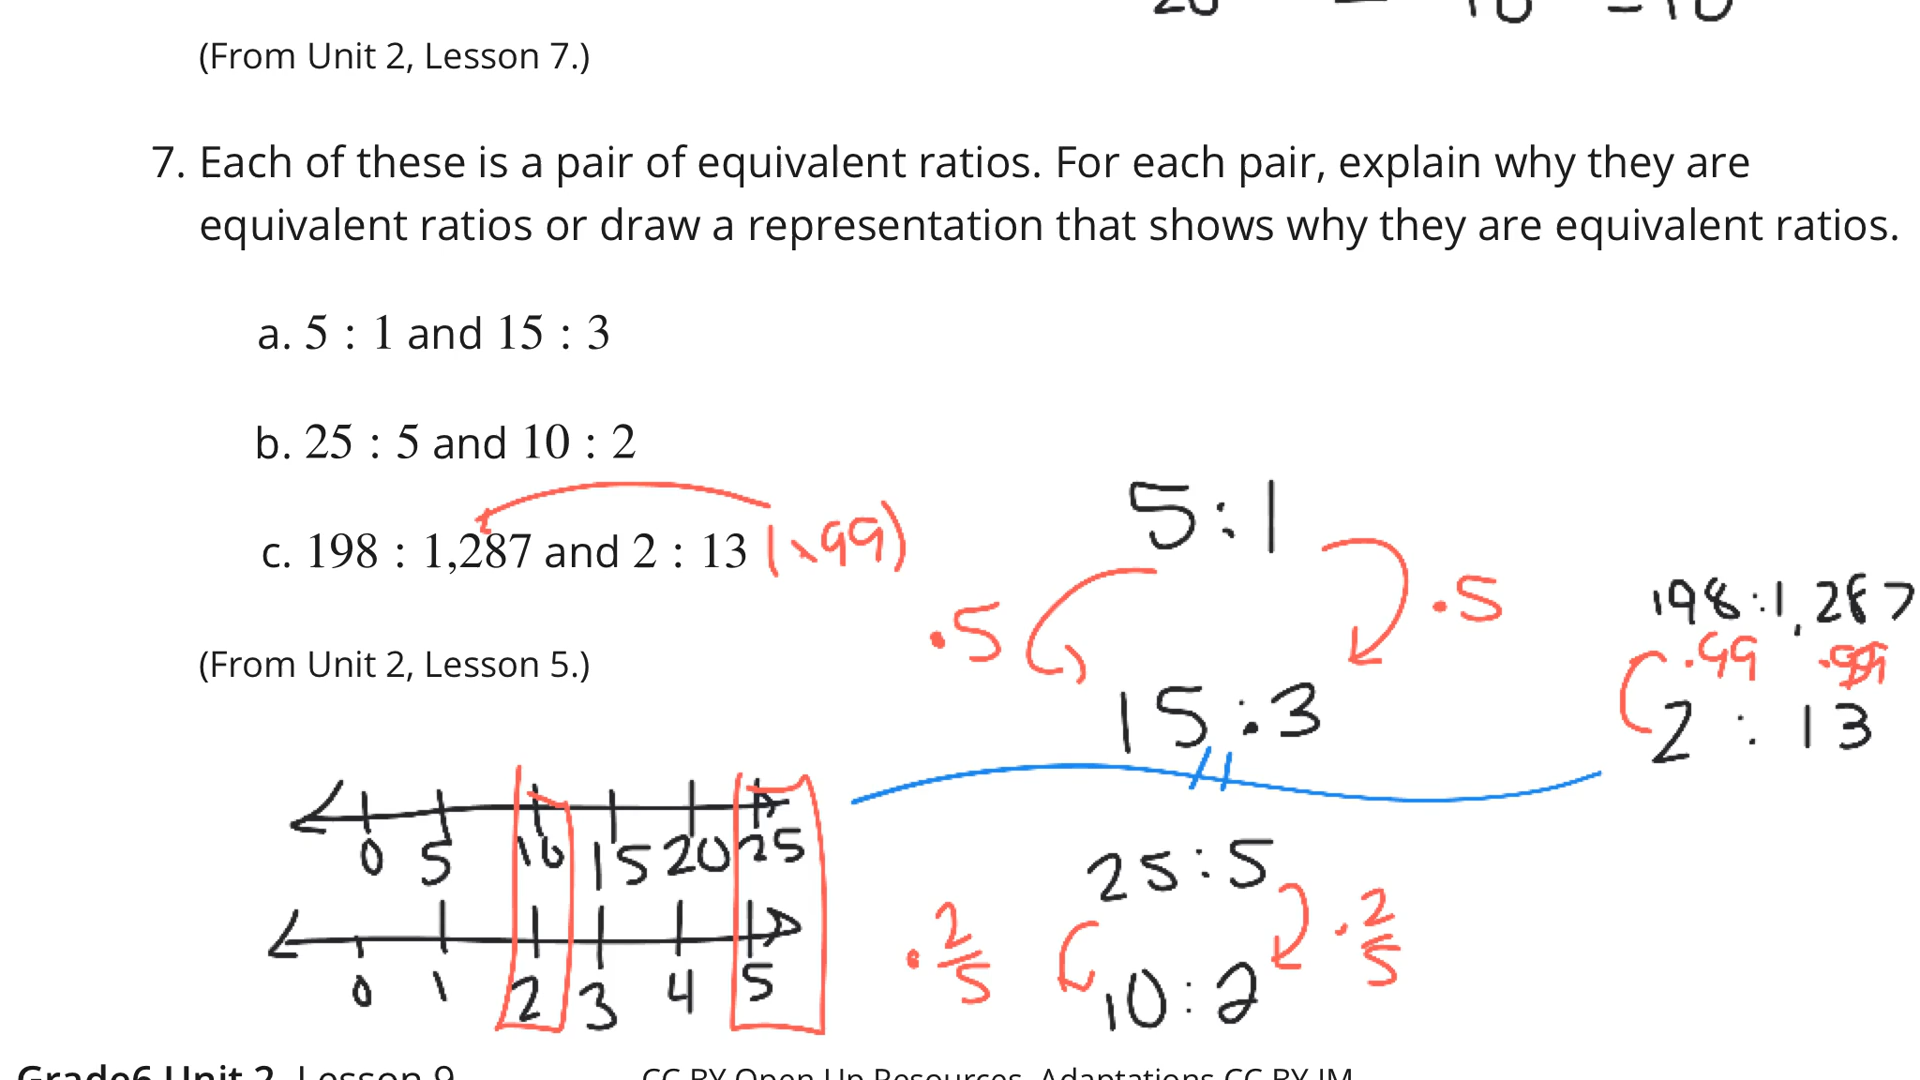 (From Unit 2, Lesson 7.)
7. Each of these is a pair of equivalent ratios. For each pair, explain why they are
equivalent ratios or draw a representation that shows why they are equivalent ratios.
a. 5 : 1 and 15 : 3
b. 25 : 5 and 10 : 2
c. 198 : 1,287 and 2 : 13 (×99)
(From Unit 2, Lesson 5.)
5:1
·5 ·5
15:3
198:1,287
·99 ·99
2 : 13
0 5 10 15 20 25
0 1 2 3 4 5
25:5
·2/5 ·2/5
10:2
Grade6 Unit 2, Lesson 9
CC BY Open Up Resources. Adaptations CC BY IM